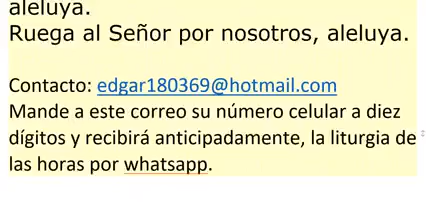 aleluya.
Ruega al Señor por nosotros, aleluya.
Contacto: edgar180369@hotmail.com
Mande a este correo su número celular a diez
dígitos y recibirá anticipadamente, la liturgia de
las horas por whatsapp.